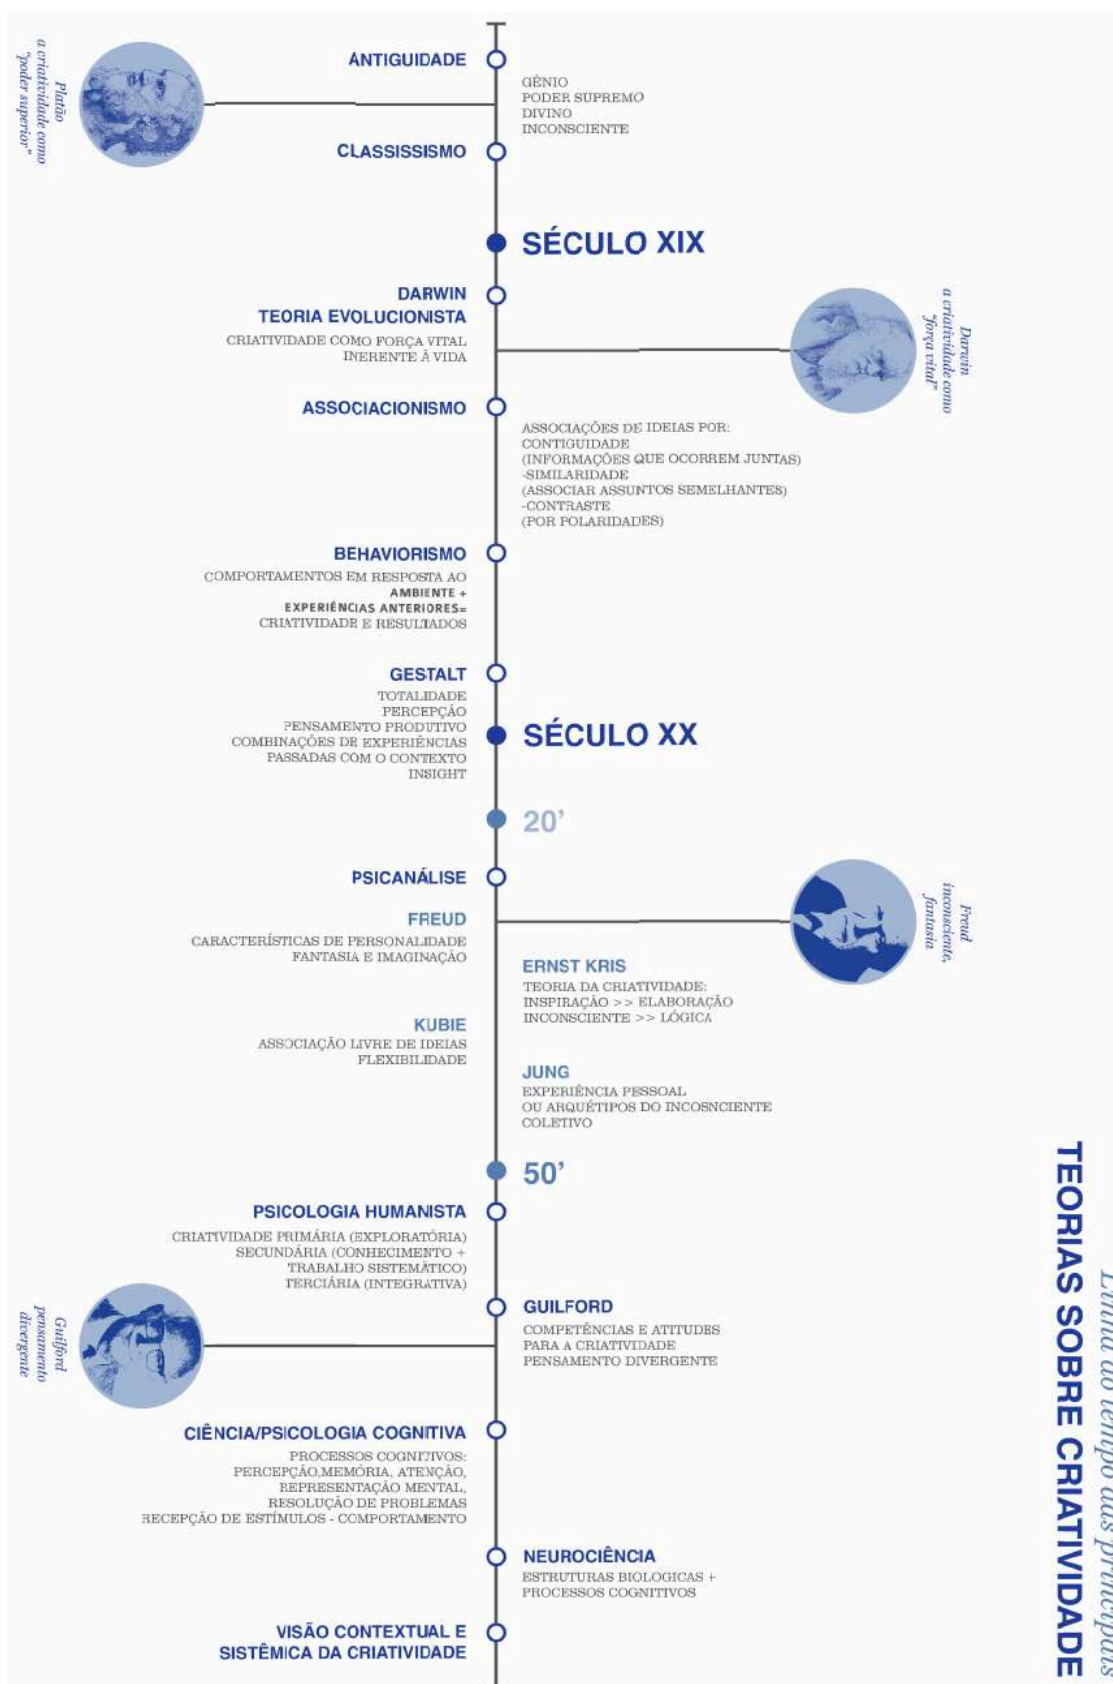 Linha do tempo das principais
TEORIAS SOBRE CRIATIVIDADE
ANTIGUIDADE
GÊNIO
PODER SUPREMO
DIVINO
INCONSCIENTE
Platão
a criatividade como
"poder superior"
CLASSISSISMO
SÉCULO XIX
DARWIN
TEORIA EVOLUCIONISTA
CRIATIVIDADE COMO FORÇA VITAL
INERENTE À VIDA
Darwin
a criatividade como
"força vital"
ASSOCIACIONISMO
ASSOCIAÇÕES DE IDEIAS POR:
CONTIGUIDADE
(INFORMAÇÕES QUE OCORREM JUNTAS)
-SIMILARIDADE
(ASSOCIAR ASSUNTOS SEMELHANTES)
-CONTRASTE
(POR POLARIDADES)
BEHAVIORISMO
COMPORTAMENTOS EM RESPOSTA AO
AMBIENTE +
EXPERIÊNCIAS ANTERIORES=
CRIATIVIDADE E RESULTADOS
GESTALT
TOTALIDADE
PERCEPÇÃO
PENSAMENTO PRODUTIVO
COMBINAÇÕES DE EXPERIÊNCIAS
PASSADAS COM O CONTEXTO
INSIGHT
SÉCULO XX
20'
PSICANÁLISE
FREUD
CARACTERÍSTICAS DE PERSONALIDADE
FANTASIA E IMAGINAÇÃO
Freud
inconsciente,
fantasia
ERNST KRIS
TEORIA DA CRIATIVIDADE:
INSPIRAÇÃO >> ELABORAÇÃO
INCONSCIENTE >> LÓGICA
KUBIE
ASSOCIAÇÃO LIVRE DE IDEIAS
FLEXIBILIDADE
JUNG
EXPERIÊNCIA PESSOAL
OU ARQUÉTIPOS DO INCOSNCIENTE
COLETIVO
50'
PSICOLOGIA HUMANISTA
CRIATIVIDADE PRIMÁRIA (EXPLORATÓRIA)
SECUNDÁRIA (CONHECIMENTO +
TRABALHO SISTEMÁTICO)
TERCIÁRIA (INTEGRATIVA)
GUILFORD
COMPETÊNCIAS E ATITUDES
PARA A CRIATIVIDADE
PENSAMENTO DIVERGENTE
Guilford
pensamento
divergente
CIÊNCIA/PSICOLOGIA COGNITIVA
PROCESSOS COGNITIVOS:
PERCEPÇÃO,MEMÓRIA, ATENÇÃO,
REPRESENTAÇÃO MENTAL,
RESOLUÇÃO DE PROBLEMAS
RECEPÇÃO DE ESTÍMULOS - COMPORTAMENTO
NEUROCIÊNCIA
ESTRUTURAS BIOLOGICAS +
PROCESSOS COGNITIVOS
VISÃO CONTEXTUAL E
SISTÊMICA DA CRIATIVIDADE